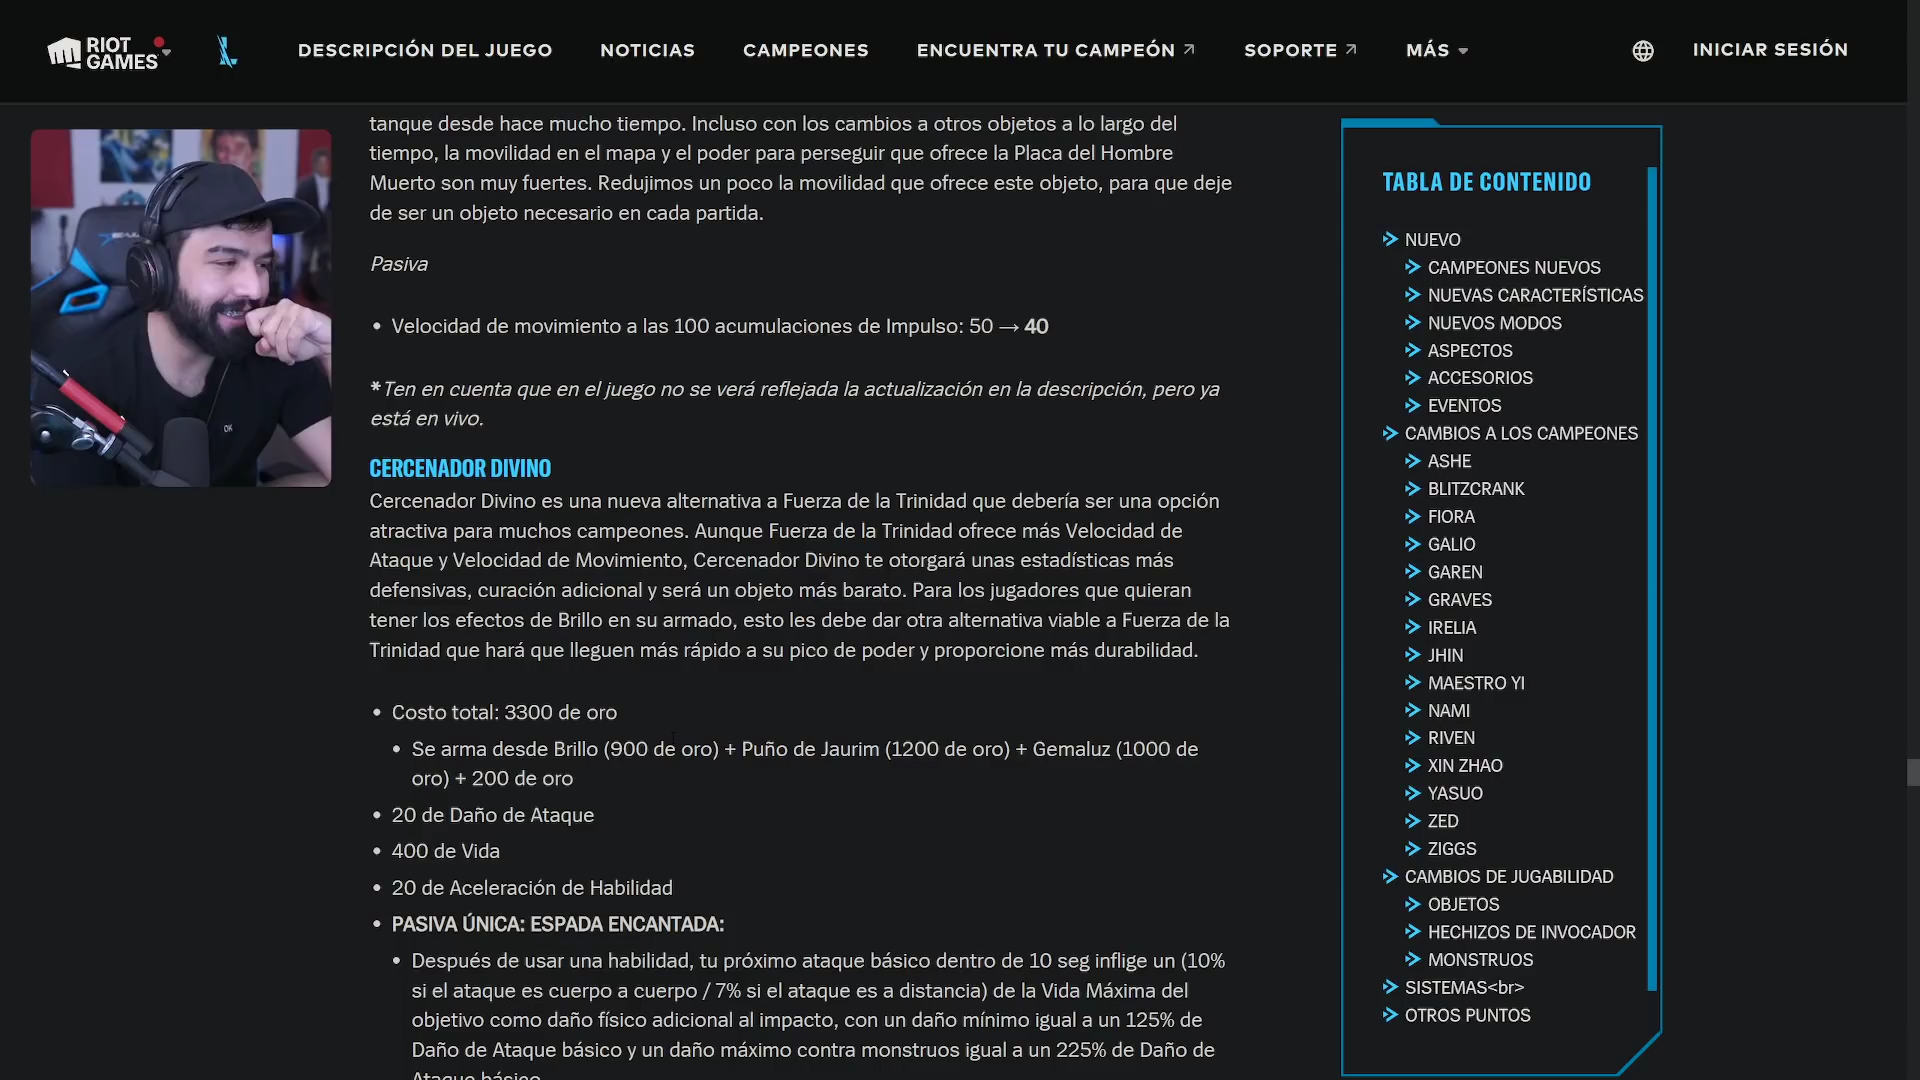 RIOT GAMES
DESCRIPCIÓN DEL JUEGO
NOTICIAS
CAMPEONES
ENCUENTRA TU CAMPEÓN
SOPORTE
MÁS
INICIAR SESIÓN
tanque desde hace mucho tiempo. Incluso con los cambios a otros objetos a lo largo del
tiempo, la movilidad en el mapa y el poder para perseguir que ofrece la Placa del Hombre
Muerto son muy fuertes. Redujimos un poco la movilidad que ofrece este objeto, para que deje
de ser un objeto necesario en cada partida.
Pasiva
• Velocidad de movimiento a las 100 acumulaciones de Impulso: 50 → 40
*Ten en cuenta que en el juego no se verá reflejada la actualización en la descripción, pero ya
está en vivo.
CERCENADOR DIVINO
Cercenador Divino es una nueva alternativa a Fuerza de la Trinidad que debería ser una opción
atractiva para muchos campeones. Aunque Fuerza de la Trinidad ofrece más Velocidad de
Ataque y Velocidad de Movimiento, Cercenador Divino te otorgará unas estadísticas más
defensivas, curación adicional y será un objeto más barato. Para los jugadores que quieran
tener los efectos de Brillo en su armado, esto les debe dar otra alternativa viable a Fuerza de la
Trinidad que hará que lleguen más rápido a su pico de poder y proporcione más durabilidad.
• Costo total: 3300 de oro
• Se arma desde Brillo (900 de oro) + Puño de Jaurim (1200 de oro) + Gemaluz (1000 de
oro) + 200 de oro
• 20 de Daño de Ataque
• 400 de Vida
• 20 de Aceleración de Habilidad
• PASIVA ÚNICA: ESPADA ENCANTADA:
• Después de usar una habilidad, tu próximo ataque básico dentro de 10 seg inflige un (10%
si el ataque es cuerpo a cuerpo / 7% si el ataque es a distancia) de la Vida Máxima del
objetivo como daño físico adicional al impacto, con un daño mínimo igual a un 125% de
Daño de Ataque básico y un daño máximo contra monstruos igual a un 225% de Daño de
Ataque básico.
OK
TABLA DE CONTENIDO
NUEVO
CAMPEONES NUEVOS
NUEVAS CARACTERÍSTICAS
NUEVOS MODOS
ASPECTOS
ACCESORIOS
EVENTOS
CAMBIOS A LOS CAMPEONES
ASHE
BLITZCRANK
FIORA
GALIO
GAREN
GRAVES
IRELIA
JHIN
MAESTRO YI
NAMI
RIVEN
XIN ZHAO
YASUO
ZED
ZIGGS
CAMBIOS DE JUGABILIDAD
OBJETOS
HECHIZOS DE INVOCADOR
MONSTRUOS
SISTEMAS<br>
OTROS PUNTOS